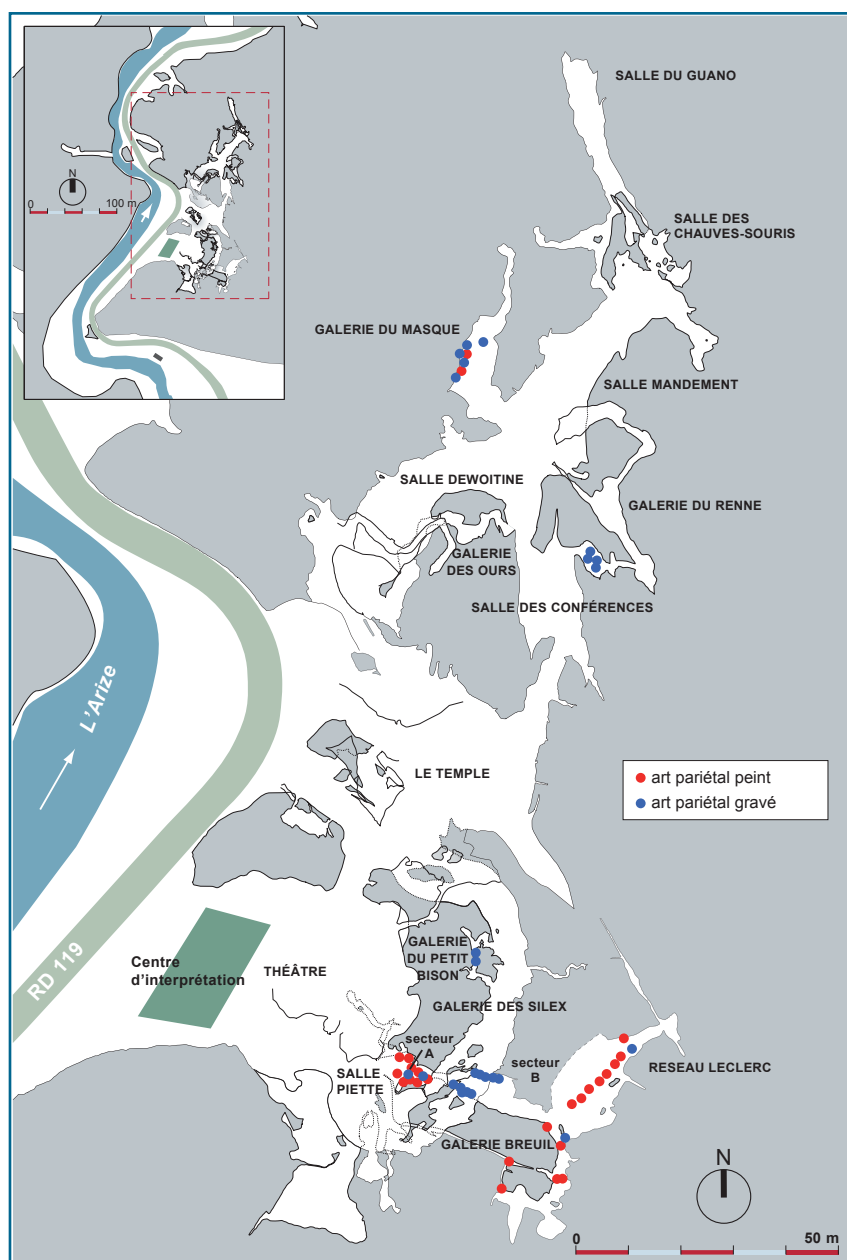 N
0
100 m
SALLE DU GUANO
SALLE DES
CHAUVES-SOURIS
GALERIE DU MASQUE
SALLE MANDEMENT
SALLE DEWOITINE
GALERIE DU RENNE
GALERIE
DES OURS
SALLE DES CONFÉRENCES
L'Arize
LE TEMPLE
art pariétal peint
art pariétal gravé
RD 119
Centre
d'interprétation
THÉÂTRE
GALERIE
DU PETIT
BISON
GALERIE DES SILEX
secteur
A
SALLE
PIETTE
secteur
B
RESEAU LECLERC
GALERIE BREUIL
N
0
50 m